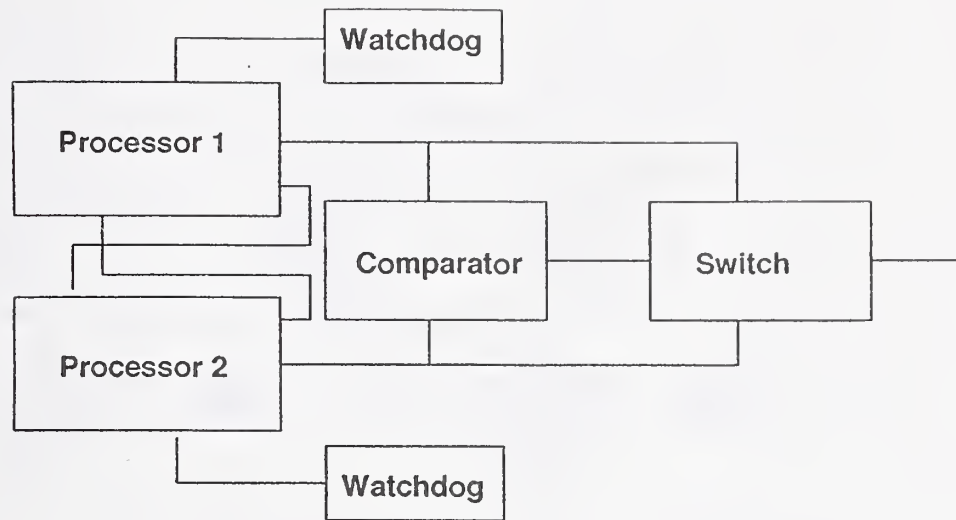 Watchdog
Processor 1
Comparator
Switch
Processor 2
Watchdog